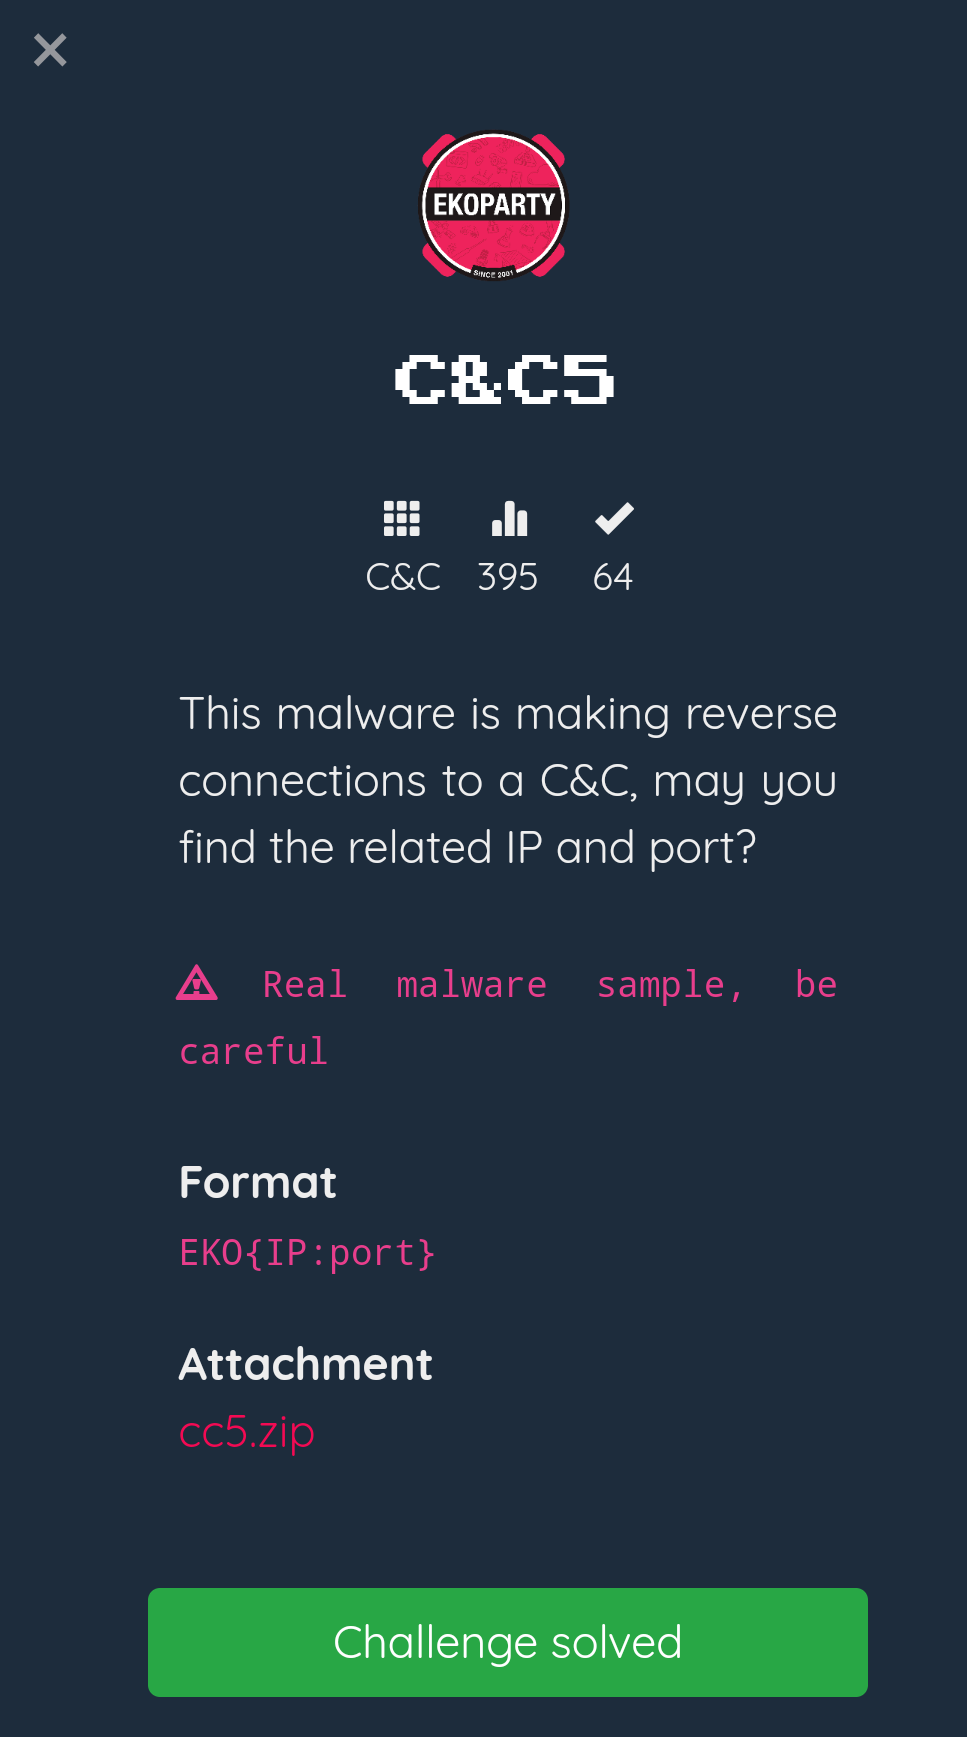 EKOPARTY
SINCE 2001
C&C5
C&C 395 64
This malware is making reverse
connections to a C&C, may you
find the related IP and port?
Real malware sample, be
careful
Format
EKO{IP:port}
Attachment
cc5.zip
Challenge solved